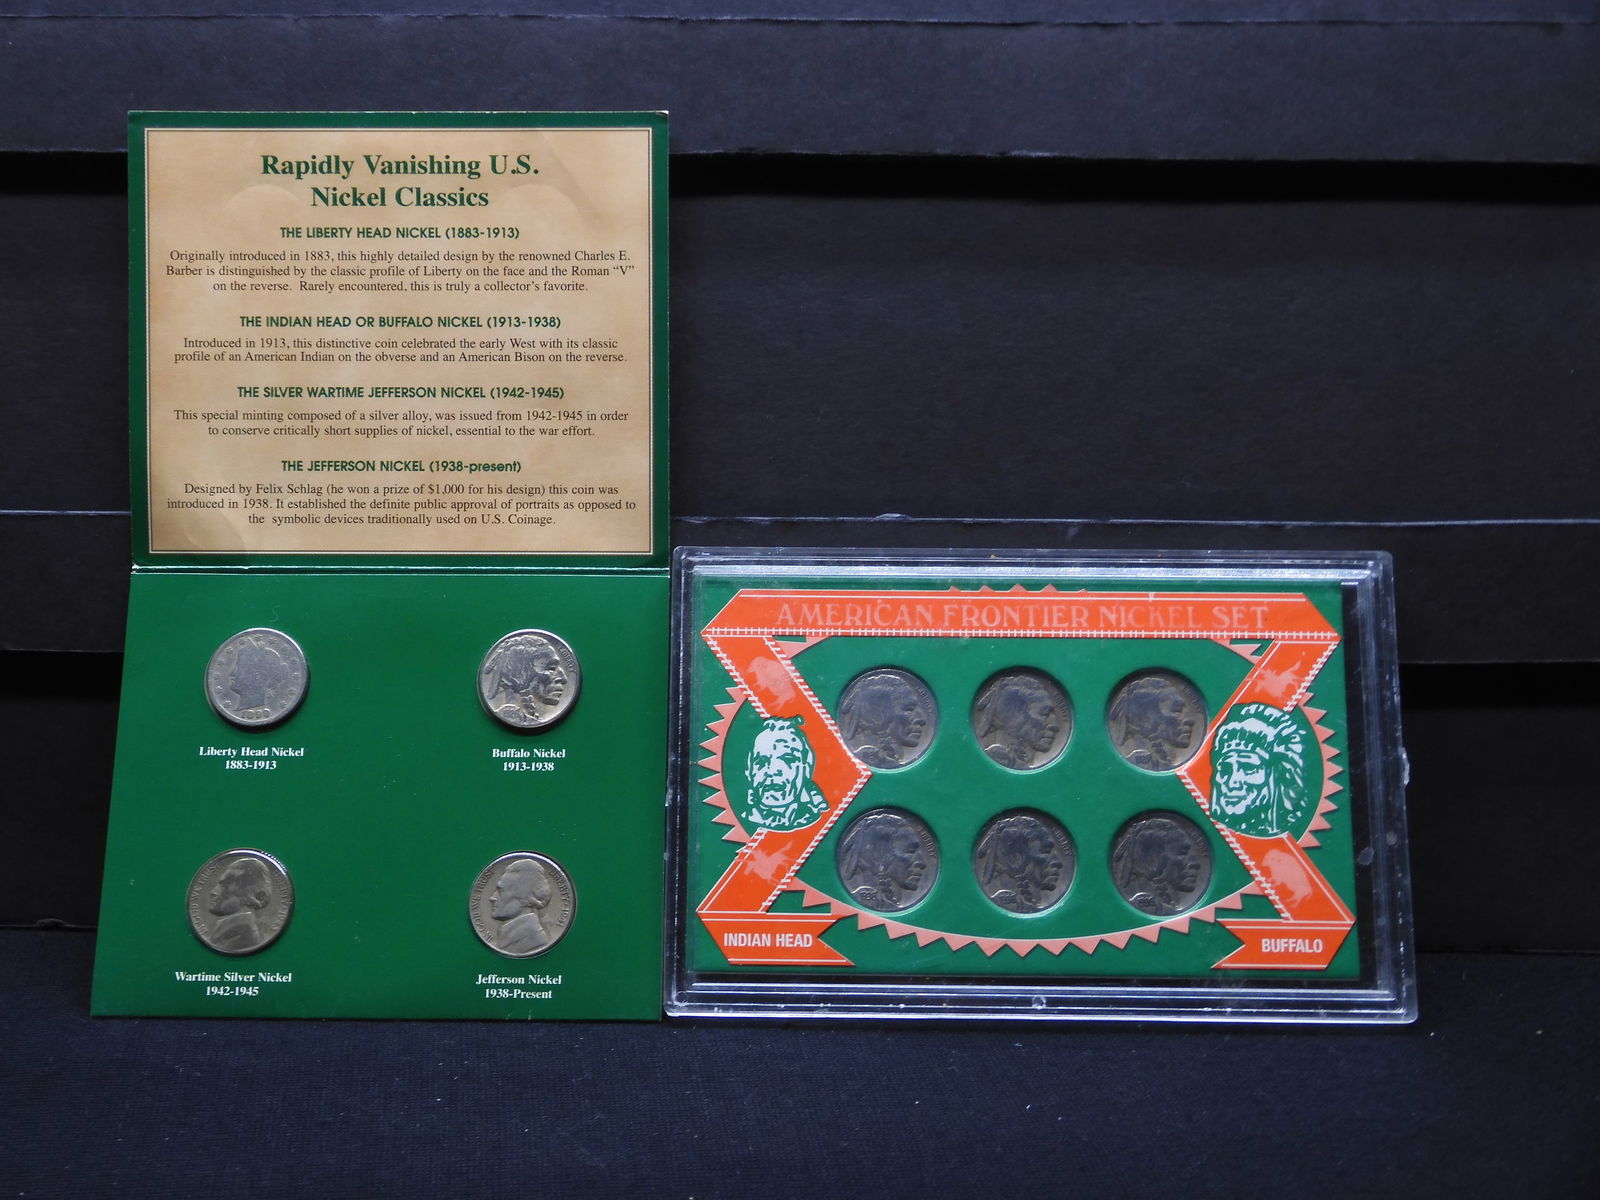 Rapidly Vanishing U.S.
Nickel Classics
THE LIBERTY HEAD NICKEL (1883-1913)
Originally introduced in 1883, this highly detailed design by the renowned Charles E.
Barber is distinguished by the classic profile of Liberty on the face and the Roman “V”
on the reverse. Rarely encountered, this is truly a collector’s favorite.
THE INDIAN HEAD OR BUFFALO NICKEL (1913-1938)
Introduced in 1913, this distinctive coin celebrated the early West with its classic
profile of an American Indian on the obverse and an American Bison on the reverse.
THE SILVER WARTIME JEFFERSON NICKEL (1942-1945)
This special minting composed of a silver alloy, was issued from 1942-1945 in order
to conserve critically short supplies of nickel, essential to the war effort.
THE JEFFERSON NICKEL (1938-present)
Designed by Felix Schlag (he won a prize of $1,000 for his design) this coin was
introduced in 1938. It established the definite public approval of portraits as opposed to
the symbolic devices traditionally used on U.S. Coinage.
Liberty Head Nickel
1883-1913
LIBERTY
Buffalo Nickel
1913-1938
Wartime Silver Nickel
1942-1945
IN GOD WE TRUST
LIBERTY
Jefferson Nickel
1938-Present
AMERICAN FRONTIER NICKEL SET
INDIAN HEAD
BUFFALO